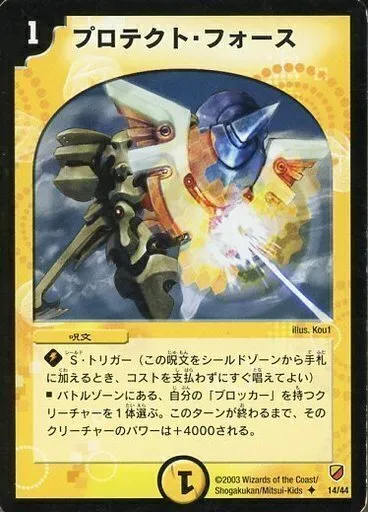 1
プロテクト・フォース
illus. Kou1
呪文
S・トリガー（この呪文をシールドゾーンから手札
に加えるとき、コストを支払わずにすぐ唱えてよい）
■ バトルゾーンにある、自分の「ブロッカー」を持つ
クリーチャーを１体選ぶ。このターンが終わるまで、その
クリーチャーのパワーは+4000される。
1
©2003 Wizards of the Coast/
Shogakukan/Mitsui-Kids
14/44